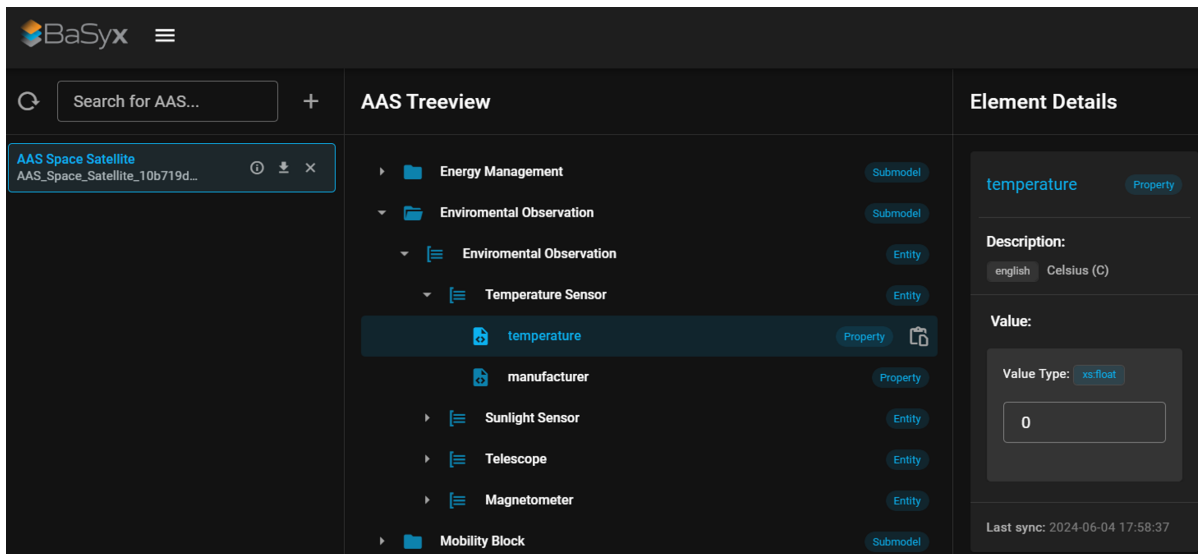 BaSyx
Search for AAS...
AAS Treeview
Element Details
AAS Space Satellite
AAS_Space_Satellite_10b719d...
Energy Management Submodel
Enviromental Observation Submodel
Enviromental Observation Entity
Temperature Sensor Entity
temperature Property
manufacturer Property
Sunlight Sensor Entity
Telescope Entity
Magnetometer Entity
Mobility Block Submodel
temperature Property
Description:
english Celsius (C)
Value:
Value Type: xs:float
0
Last sync: 2024-06-04 17:58:37